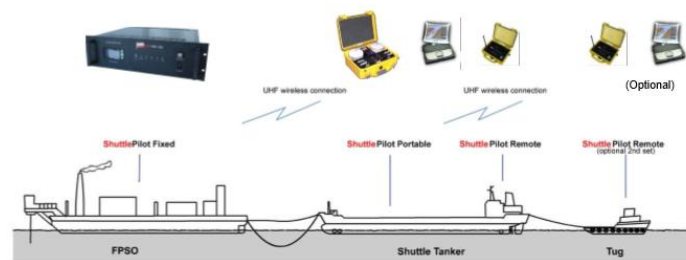 (Optional)
UHF wireless connection
UHF wireless connection
ShuttlePilot Fixed
ShuttlePilot Portable
ShuttlePilot Remote
ShuttlePilot Remote
(optional 2nd set)
FPSO
Shuttle Tanker
Tug